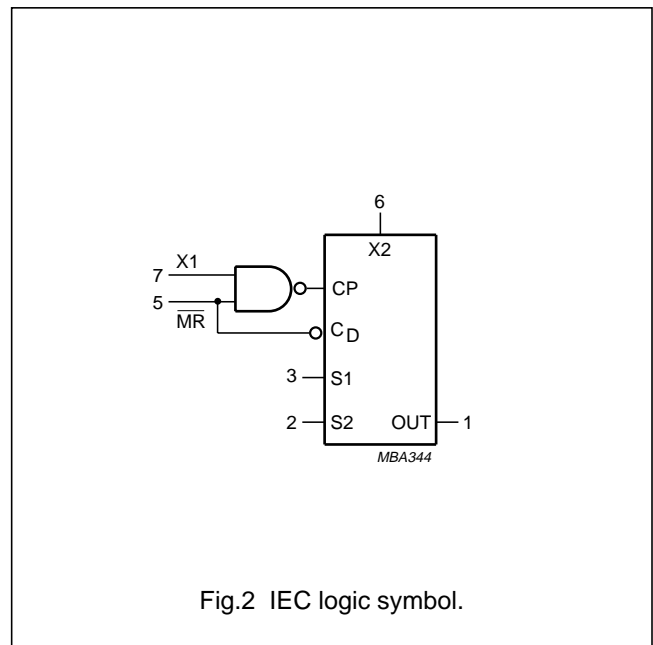 6
X2
7 X1
CP
5
M̅R̅
CD
3 S1
2 S2 OUT 1
MBA344
Fig.2 IEC logic symbol.